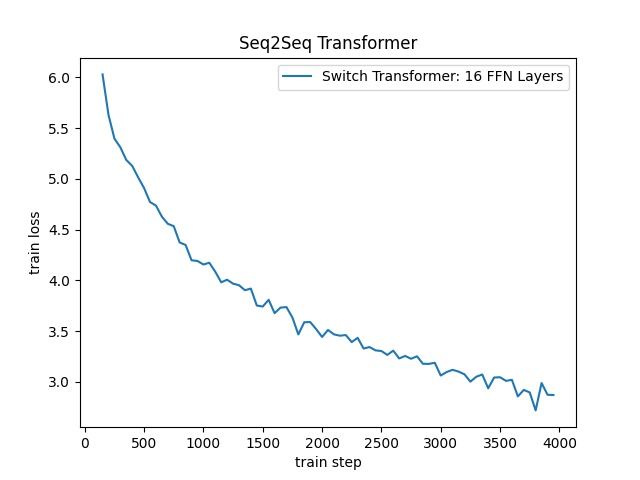 Seq2Seq Transformer
Switch Transformer: 16 FFN Layers
train loss
6.0
5.5
5.0
4.5
4.0
3.5
3.0
0 500 1000 1500 2000 2500 3000 3500 4000
train step